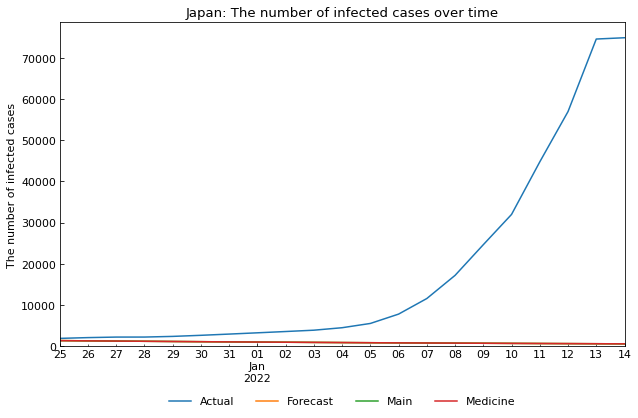 Japan: The number of infected cases over time
The number of infected cases
70000
60000
50000
40000
30000
20000
10000
0
25 26 27 28 29 30 31 01 02 03 04 05 06 07 08 09 10 11 12 13 14
Jan
2022
Actual Forecast Main Medicine